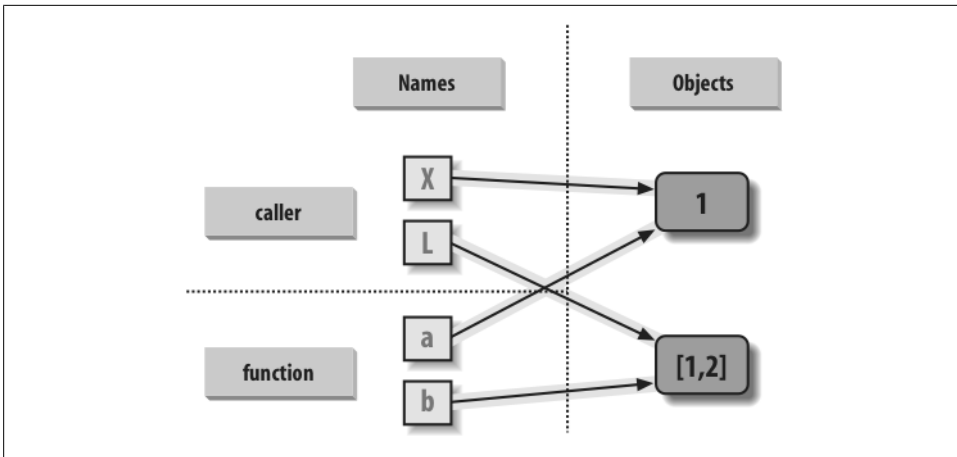 Names
Objects
X
1
caller
L
a
function
[1,2]
b